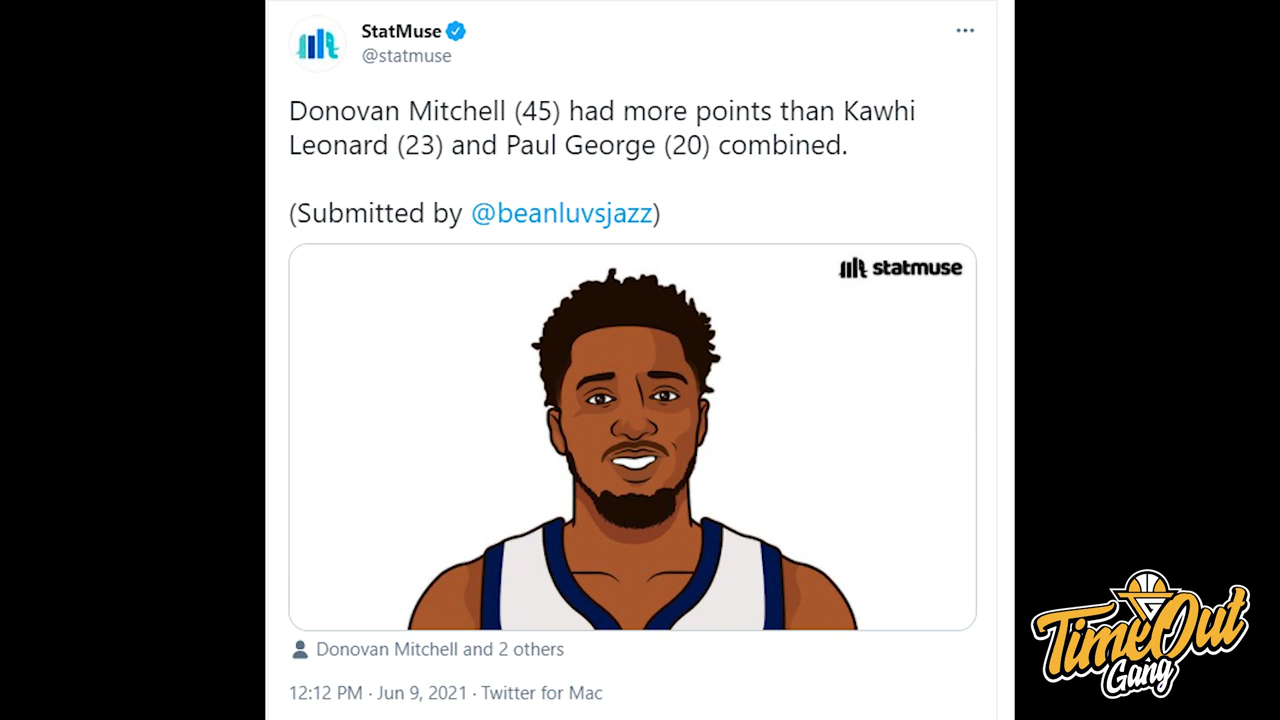 StatMuse
@statmuse
Donovan Mitchell (45) had more points than Kawhi
Leonard (23) and Paul George (20) combined.
(Submitted by @beanluvsjazz)
statmuse
Donovan Mitchell and 2 others
12:12 PM · Jun 9, 2021 · Twitter for Mac
TimeOut
Gang